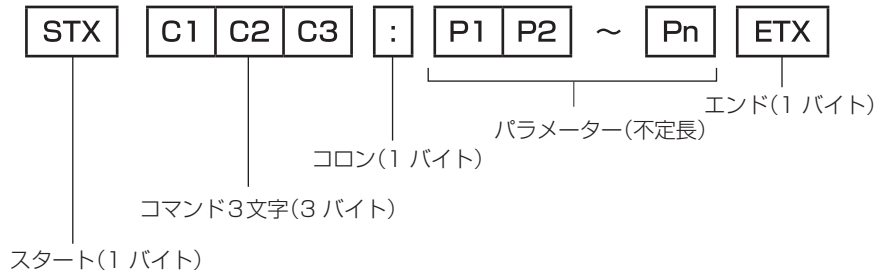 STX C1 C2 C3 : P1 P2 ～ Pn ETX
エンド(1 バイト)
パラメーター(不定長)
コロン(1 バイト)
コマンド3文字(3 バイト)
スタート(1 バイト)